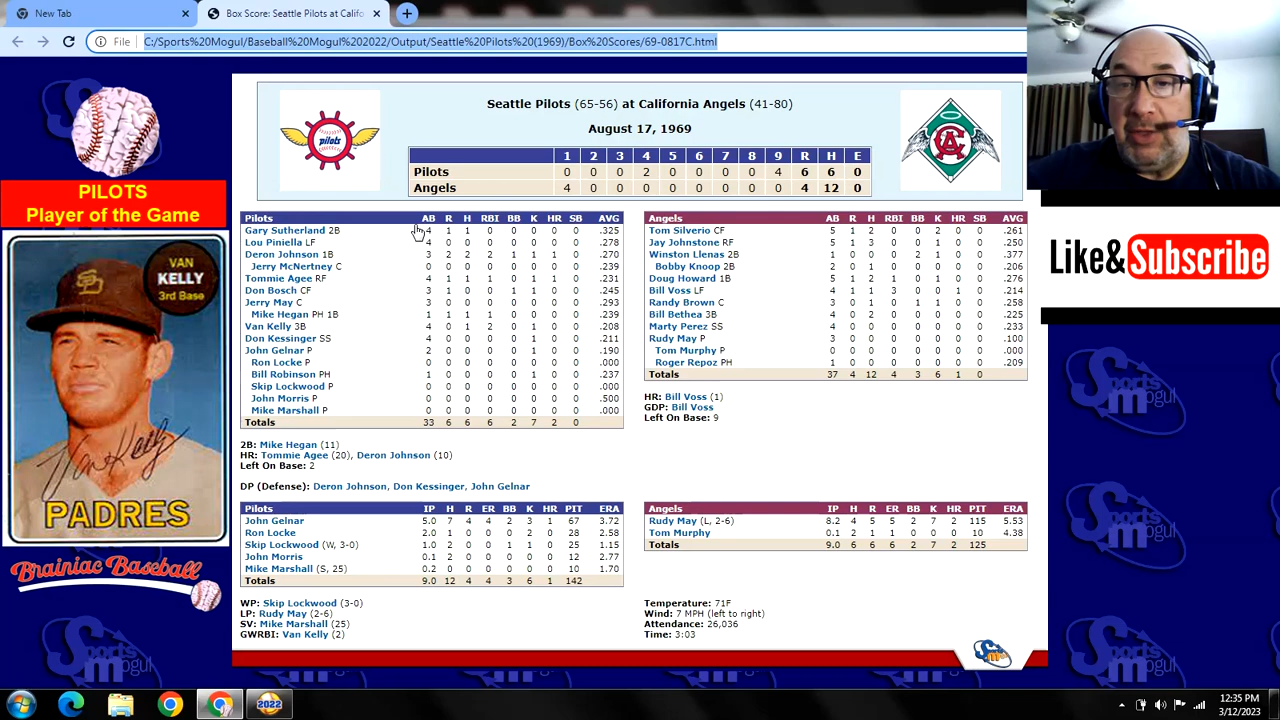 New Tab
Box Score: Seattle Pilots at Califo
File C:/Sports%20Mogul/Baseball%20Mogul%202022/Output/Seattle%20Pilots%20(1969)/Box%20Scores/69-0817C.html
PILOTS
Player of the Game
VAN
KELLY
3rd Base
Van Kelly
PADRES
Brainiac Baseball
Seattle Pilots (65-56) at California Angels (41-80)
August 17, 1969
pilots
CA
1 2 3 4 5 6 7 8 9 R H E
Pilots 0 0 0 2 0 0 0 0 4 6 6 0
Angels 4 0 0 0 0 0 0 0 0 4 12 0
Pilots AB R H RBI BB K HR SB AVG
Gary Sutherland 2B 4 1 1 0 0 0 0 0 .325
Lou Piniella LF 4 0 0 0 0 0 0 0 .278
Deron Johnson 1B 3 2 2 2 1 1 1 0 .270
Jerry McNertney C 0 0 0 0 0 0 0 0 .239
Tommie Agee RF 4 1 1 1 0 1 1 0 .231
Don Bosch CF 3 1 0 0 1 1 0 0 .245
Jerry May C 3 0 0 0 0 0 0 0 .293
Mike Hegan PH 1B 1 1 1 1 0 0 0 0 .239
Van Kelly 3B 4 0 1 2 0 1 0 0 .208
Don Kessinger SS 4 0 0 0 0 1 0 0 .211
John Gelnar P 2 0 0 0 0 1 0 0 .190
Ron Locke P 0 0 0 0 0 0 0 0 .000
Bill Robinson PH 1 0 0 0 0 1 0 0 .237
Skip Lockwood P 0 0 0 0 0 0 0 0 .000
John Morris P 0 0 0 0 0 0 0 0 .500
Mike Marshall P 0 0 0 0 0 0 0 0 .000
Totals 33 6 6 6 2 7 2 0
2B: Mike Hegan (11)
HR: Tommie Agee (20), Deron Johnson (10)
Left On Base: 2
DP (Defense): Deron Johnson, Don Kessinger, John Gelnar
Angels AB R H RBI BB K HR SB AVG
Tom Silverio CF 5 1 2 0 0 2 0 0 .261
Jay Johnstone RF 5 1 1 0 0 0 0 0 .250
Winston Llenas 2B 1 0 0 0 2 1 0 0 .377
Bobby Knoop 2B 2 0 1 0 0 0 0 0 .206
Doug Howard 1B 5 1 2 1 0 0 0 0 .276
Bill Voss LF 4 1 1 3 0 0 1 0 .214
Randy Brown C 3 0 1 0 1 1 0 0 .258
Bill Bethea 3B 4 0 2 0 0 0 0 0 .225
Marty Perez SS 4 0 0 0 0 0 0 0 .233
Rudy May P 3 0 0 0 0 2 0 0 .100
Tom Murphy P 0 0 0 0 0 0 0 0 .000
Roger Repoz PH 1 0 0 0 0 0 0 0 .209
Totals 37 4 12 4 3 6 1 0
HR: Bill Voss (1)
GDP: Bill Voss
Left On Base: 9
Pilots IP H R ER BB K HR PIT ERA
John Gelnar 5.0 7 4 4 2 3 1 67 3.72
Ron Locke 2.0 1 0 0 0 2 0 28 2.58
Skip Lockwood (W, 3-0) 1.0 2 0 0 1 1 0 25 1.15
John Morris 0.1 2 0 0 0 0 0 12 2.77
Mike Marshall (S, 25) 0.2 0 0 0 0 0 0 10 1.70
Totals 9.0 12 4 4 3 6 1 142
WP: Skip Lockwood (3-0)
LP: Rudy May (2-6)
SV: Mike Marshall (25)
GWRBI: Van Kelly (2)
Angels IP H R ER BB K HR PIT ERA
Rudy May (L, 2-6) 8.2 4 5 5 2 7 2 115 5.53
Tom Murphy 0.1 2 1 1 0 0 0 10 4.38
Totals 9.0 6 6 6 2 7 2 125
Temperature: 71F
Wind: 7 MPH (left to right)
Attendance: 26,036
Time: 3:03
Like& Subscribe
Sports Mogul
2022
12:35 PM
3/12/2023